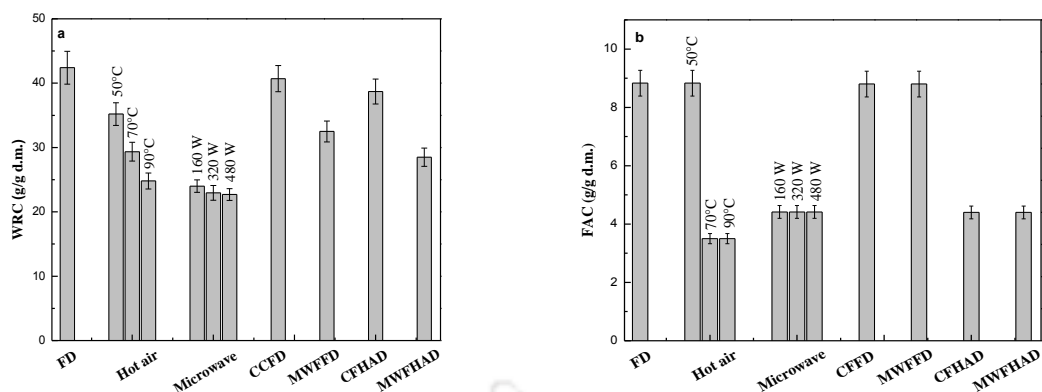 a
50
40
30
20
10
0
WRC (g/g d.m.)
50°C
70°C
90°C
160 W
320 W
480 W
FD
Hot air
Microwave
CCFD
MWFFD
CFHAD
MWFHAD
b
10
8
6
4
2
0
FAC (g/g d.m.)
50°C
70°C
90°C
160 W
320 W
480 W
FD
Hot air
Microwave
CFFD
MWFFD
CFHAD
MWFHAD